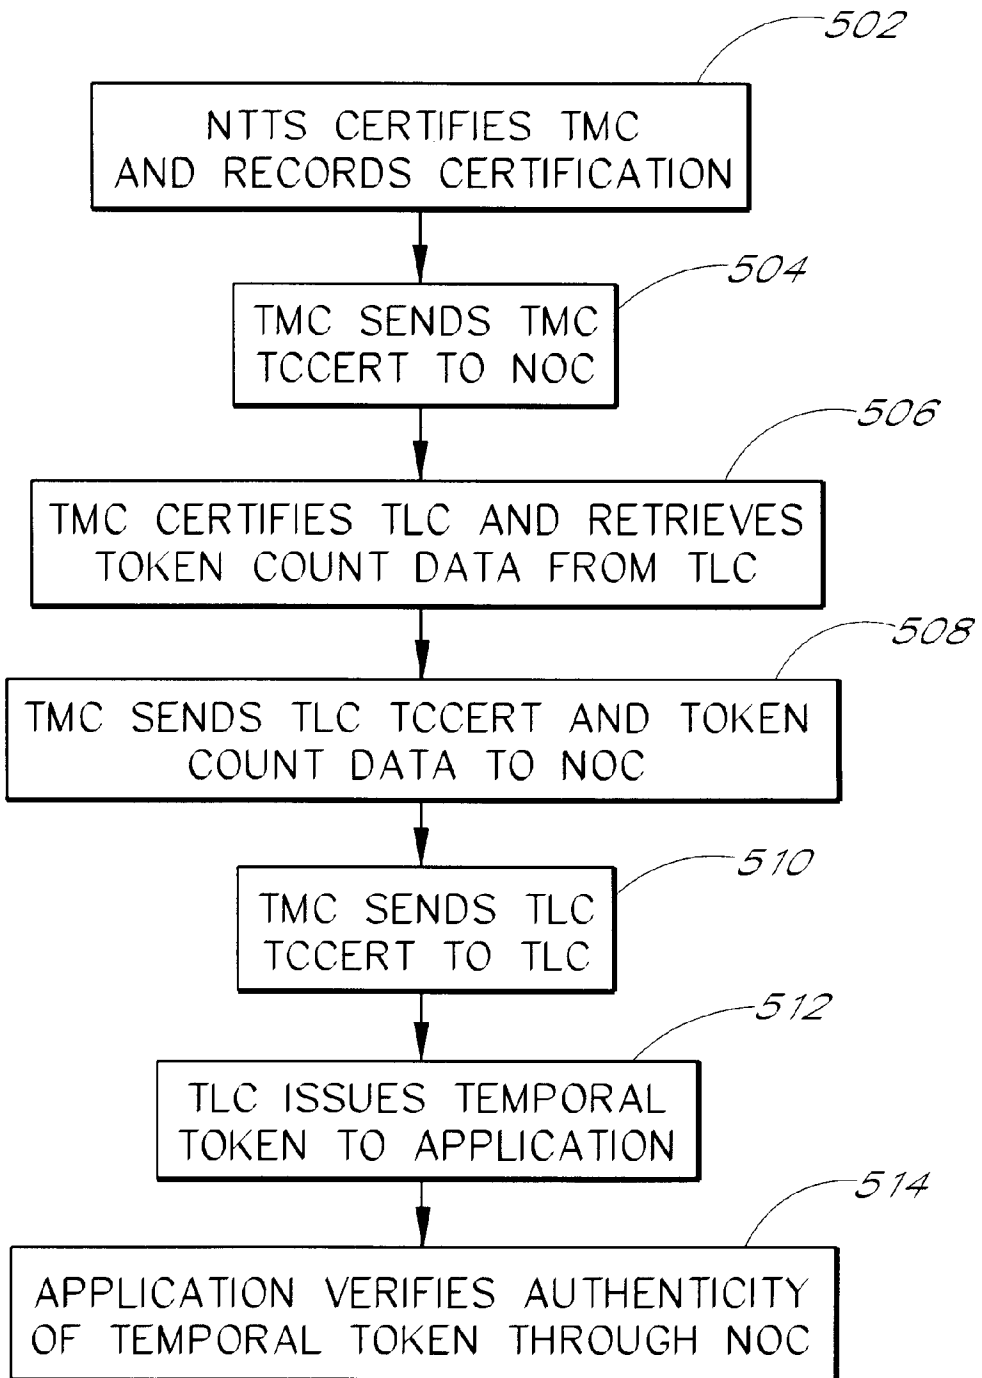 502
NTTS CERTIFIES TMC
AND RECORDS CERTIFICATION
504
TMC SENDS TMC
TCCERT TO NOC
506
TMC CERTIFIES TLC AND RETRIEVES
TOKEN COUNT DATA FROM TLC
508
TMC SENDS TLC TCCERT AND TOKEN
COUNT DATA TO NOC
510
TMC SENDS TLC
TCCERT TO TLC
512
TLC ISSUES TEMPORAL
TOKEN TO APPLICATION
514
APPLICATION VERIFIES AUTHENTICITY
OF TEMPORAL TOKEN THROUGH NOC